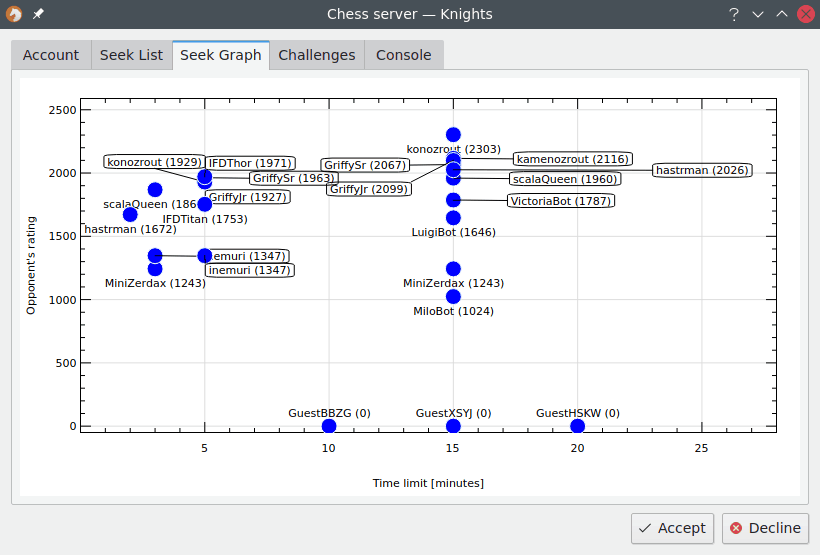 Chess server — Knights
?
Account Seek List Seek Graph Challenges Console
2500
2000
1500
1000
500
0
Opponent's rating
konozrout (2303)
konozrout (1929)
IFDThor (1971)
GriffySr (2067)
kamenozrout (2116)
hastrman (2026)
GriffySr (1963)
GriffyJr (2099)
scalaQueen (1960)
GriffyJr (1927)
VictoriaBot (1787)
scalaQueen (186
IFDTitan (1753)
hastrman (1672)
LuigiBot (1646)
emuri (1347)
inemuri (1347)
MiniZerdax (1243)
MiniZerdax (1243)
MiloBot (1024)
GuestBBZG (0)
GuestXSYJ (0)
GuestHSKW (0)
5 10 15 20 25
Time limit [minutes]
Accept Decline